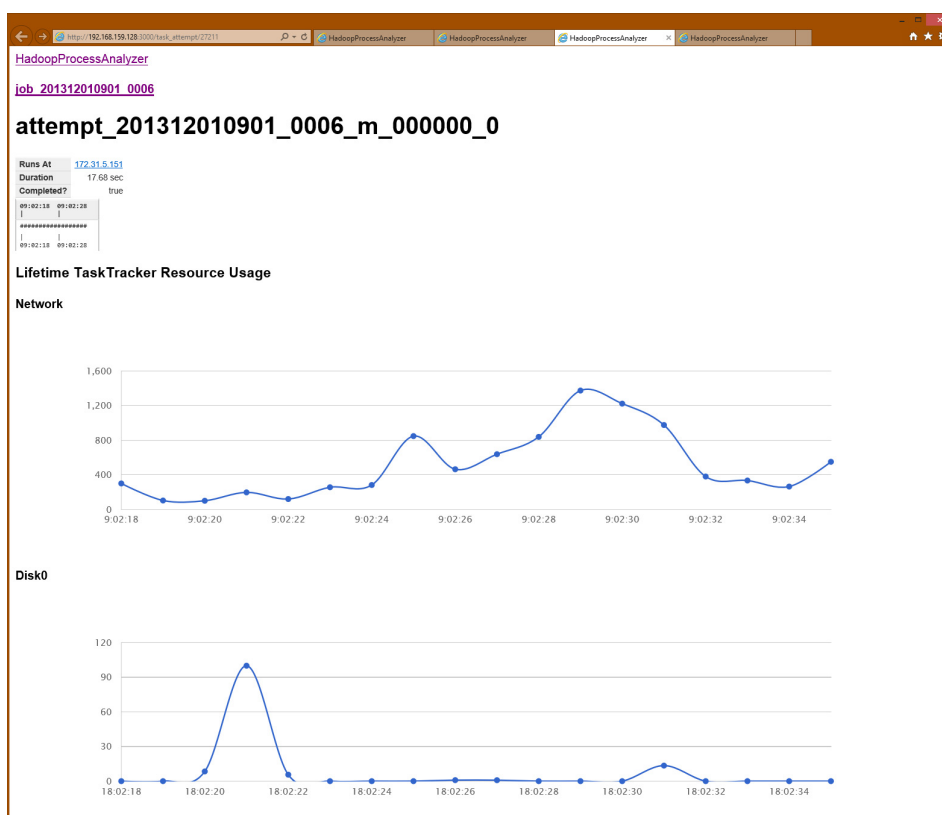 http://192.168.159.128:3000/task_attempt/27211
HadoopProcessAnalyzer
HadoopProcessAnalyzer
HadoopProcessAnalyzer
HadoopProcessAnalyzer
HadoopProcessAnalyzer
job_201312010901_0006
attempt_201312010901_0006_m_000000_0
Runs At 172.31.5.151
Duration 17.68 sec
Completed? true
09:02:18 09:02:28
| |
##################
| |
09:02:18 09:02:28
Lifetime TaskTracker Resource Usage
Network
1,600
1,200
800
400
0
9:02:18 9:02:20 9:02:22 9:02:24 9:02:26 9:02:28 9:02:30 9:02:32 9:02:34
Disk0
120
90
60
30
0
18:02:18 18:02:20 18:02:22 18:02:24 18:02:26 18:02:28 18:02:30 18:02:32 18:02:34